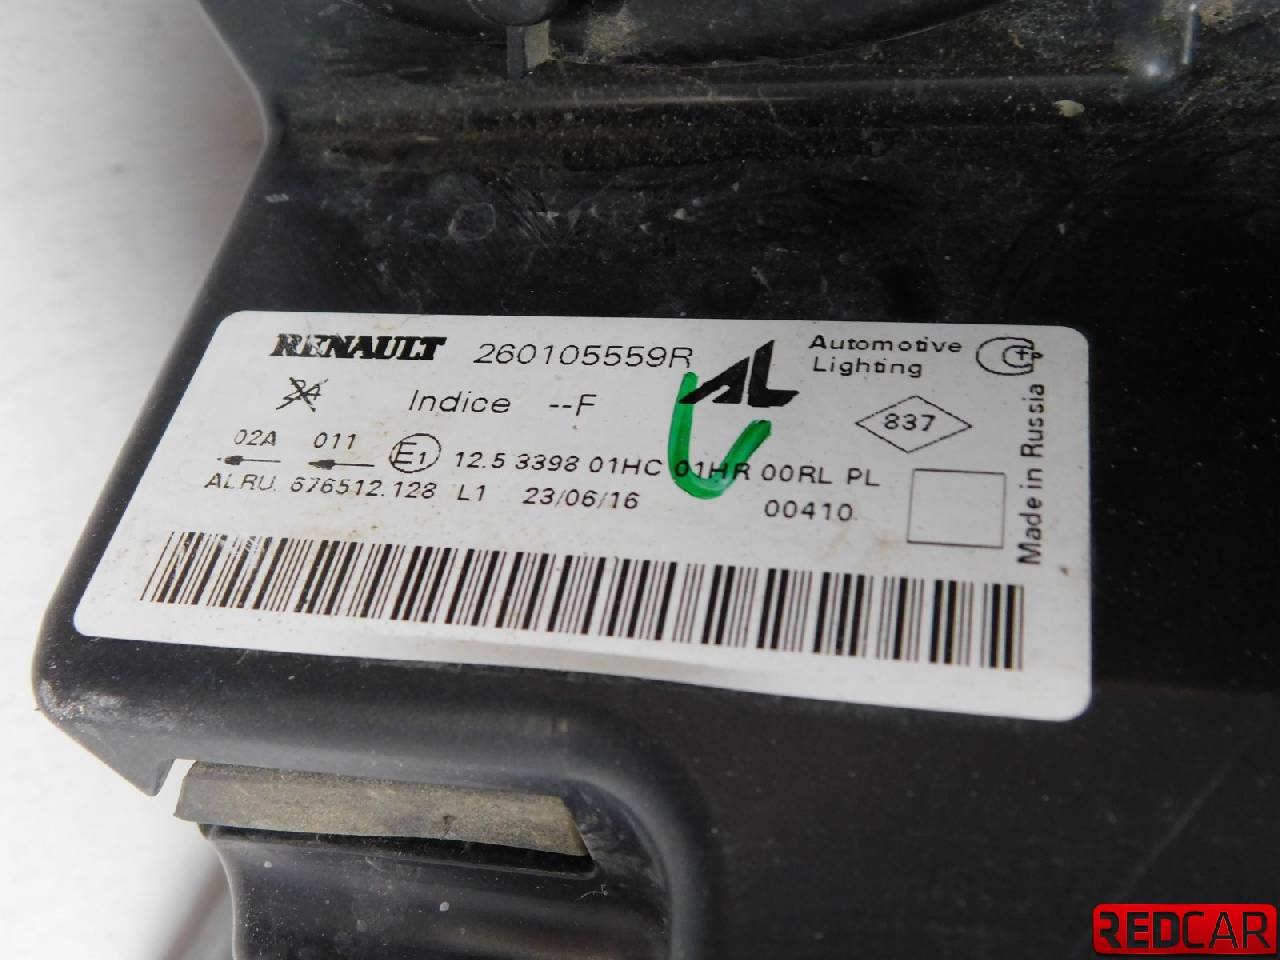 RENAULT 260105559R AL Automotive Lighting
24 Indice --F 837
02A 011 E1 12.5 3398 01HC 01HR 00RL PL
ALRU. 676512.128 L1 23/06/16 00410
Made in Russia
REDCAR